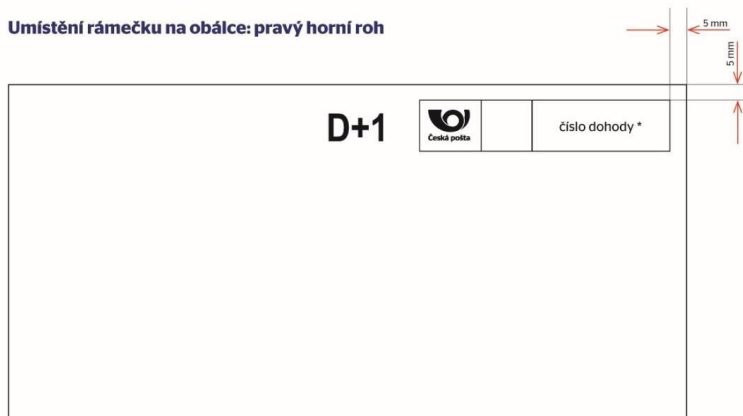 Umístění rámečku na obálce: pravý horní roh
5 mm
5 mm
D+1
Česká pošta
číslo dohody *